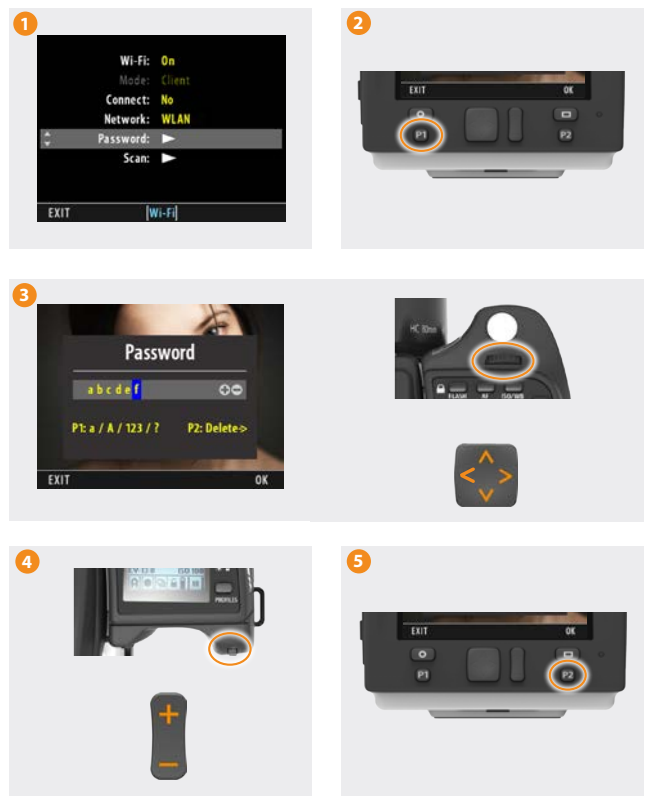 1
Wi-Fi: On
Mode: Client
Connect: No
Network: WLAN
Password:
Scan:
EXIT [Wi-Fi]
2
EXIT OK
P1 P2
3
Password
a b c d e f
P1: a / A / 123 / ? P2: Delete->
EXIT OK
HC 80mm
FLASH AF ISO/WB
4
ISO 100
PROFILES
5
EXIT OK
P1 P2